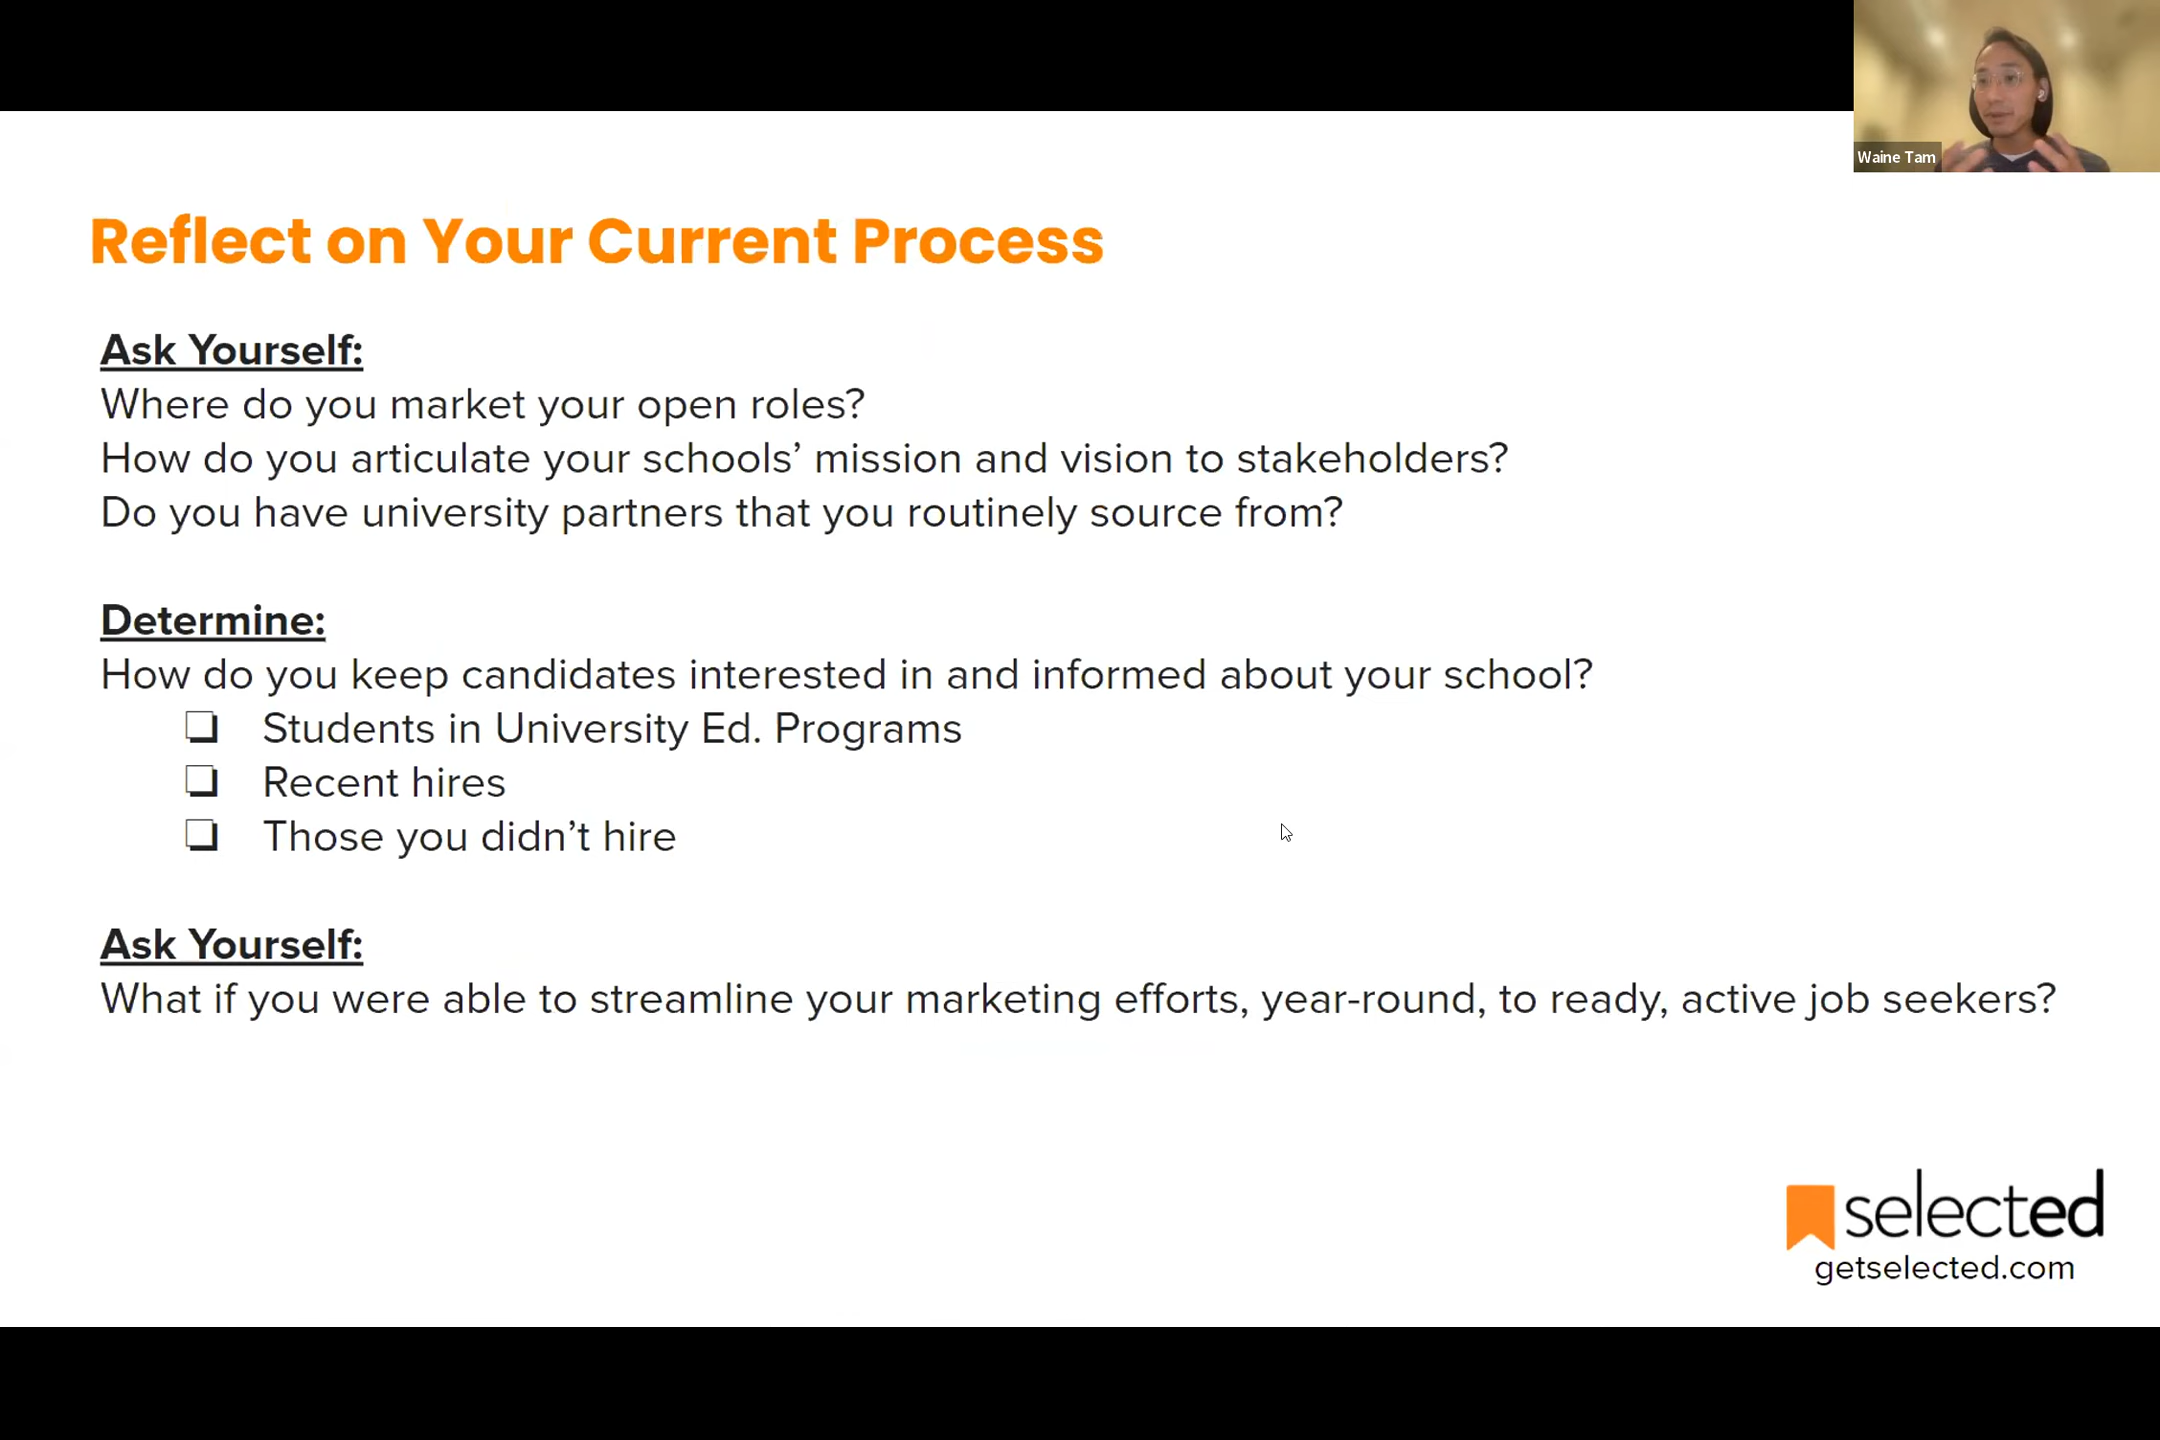 Waine Tam
Reflect on Your Current Process
Ask Yourself:
Where do you market your open roles?
How do you articulate your schools’ mission and vision to stakeholders?
Do you have university partners that you routinely source from?
Determine:
How do you keep candidates interested in and informed about your school?
❏ Students in University Ed. Programs
❏ Recent hires
❏ Those you didn’t hire
Ask Yourself:
What if you were able to streamline your marketing efforts, year-round, to ready, active job seekers?
selected
getselected.com